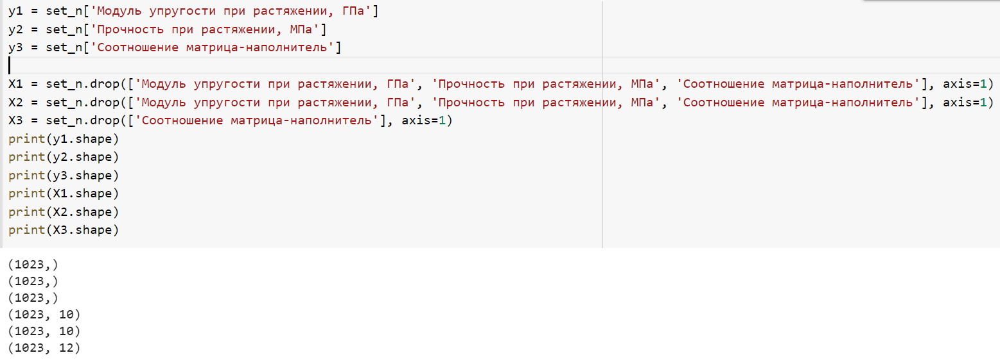 y1 = set_n['Модуль упругости при растяжении, ГПа']
y2 = set_n['Прочность при растяжении, МПа']
y3 = set_n['Соотношение матрица-наполнитель']
X1 = set_n.drop(['Модуль упругости при растяжении, ГПа', 'Прочность при растяжении, МПа', 'Соотношение матрица-наполнитель'], axis=1)
X2 = set_n.drop(['Модуль упругости при растяжении, ГПа', 'Прочность при растяжении, МПа', 'Соотношение матрица-наполнитель'], axis=1)
X3 = set_n.drop(['Соотношение матрица-наполнитель'], axis=1)
print(y1.shape)
print(y2.shape)
print(y3.shape)
print(X1.shape)
print(X2.shape)
print(X3.shape)
(1023,)
(1023,)
(1023,)
(1023, 10)
(1023, 10)
(1023, 12)